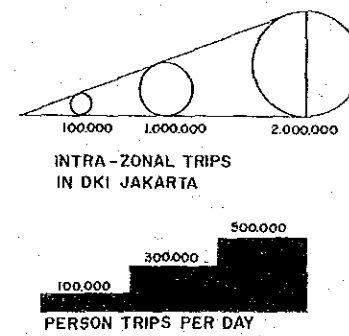 100.000 1.000.000 2.000.000
INTRA-ZONAL TRIPS
IN DKI JAKARTA
500.000
300.000
100.000
PERSON TRIPS PER DAY